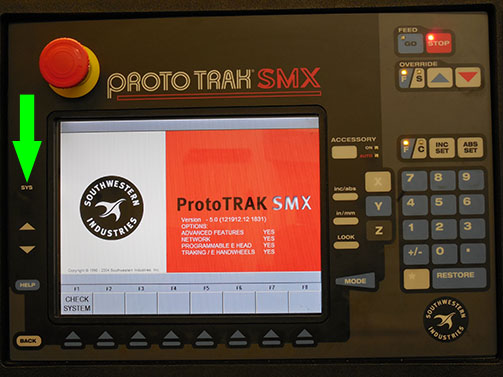 PROTO TRAK SMX
FEED
GO
STOP
OVERRIDE
F
S
SYS
HELP
BACK
SOUTHWESTERN
INDUSTRIES
ProtoTRAK SMX
Version - 5.0 (121912.12 1831)
OPTIONS:
ADVANCED FEATURES YES
NETWORK YES
PROGRAMMABLE E HEAD YES
TRAKING / E HANDWHEELS YES
F1 F2 F3 F4 F5 F6 F7 F8
CHECK
SYSTEM
ACCESSORY
ON
AUTO
inc/abs
in/mm
LOOK
X
Y
Z
MODE
F
C
INC
SET
ABS
SET
7 8 9
4 5 6
1 2 3
+/- 0 •
RESTORE
SOUTHWESTERN
INDUSTRIES